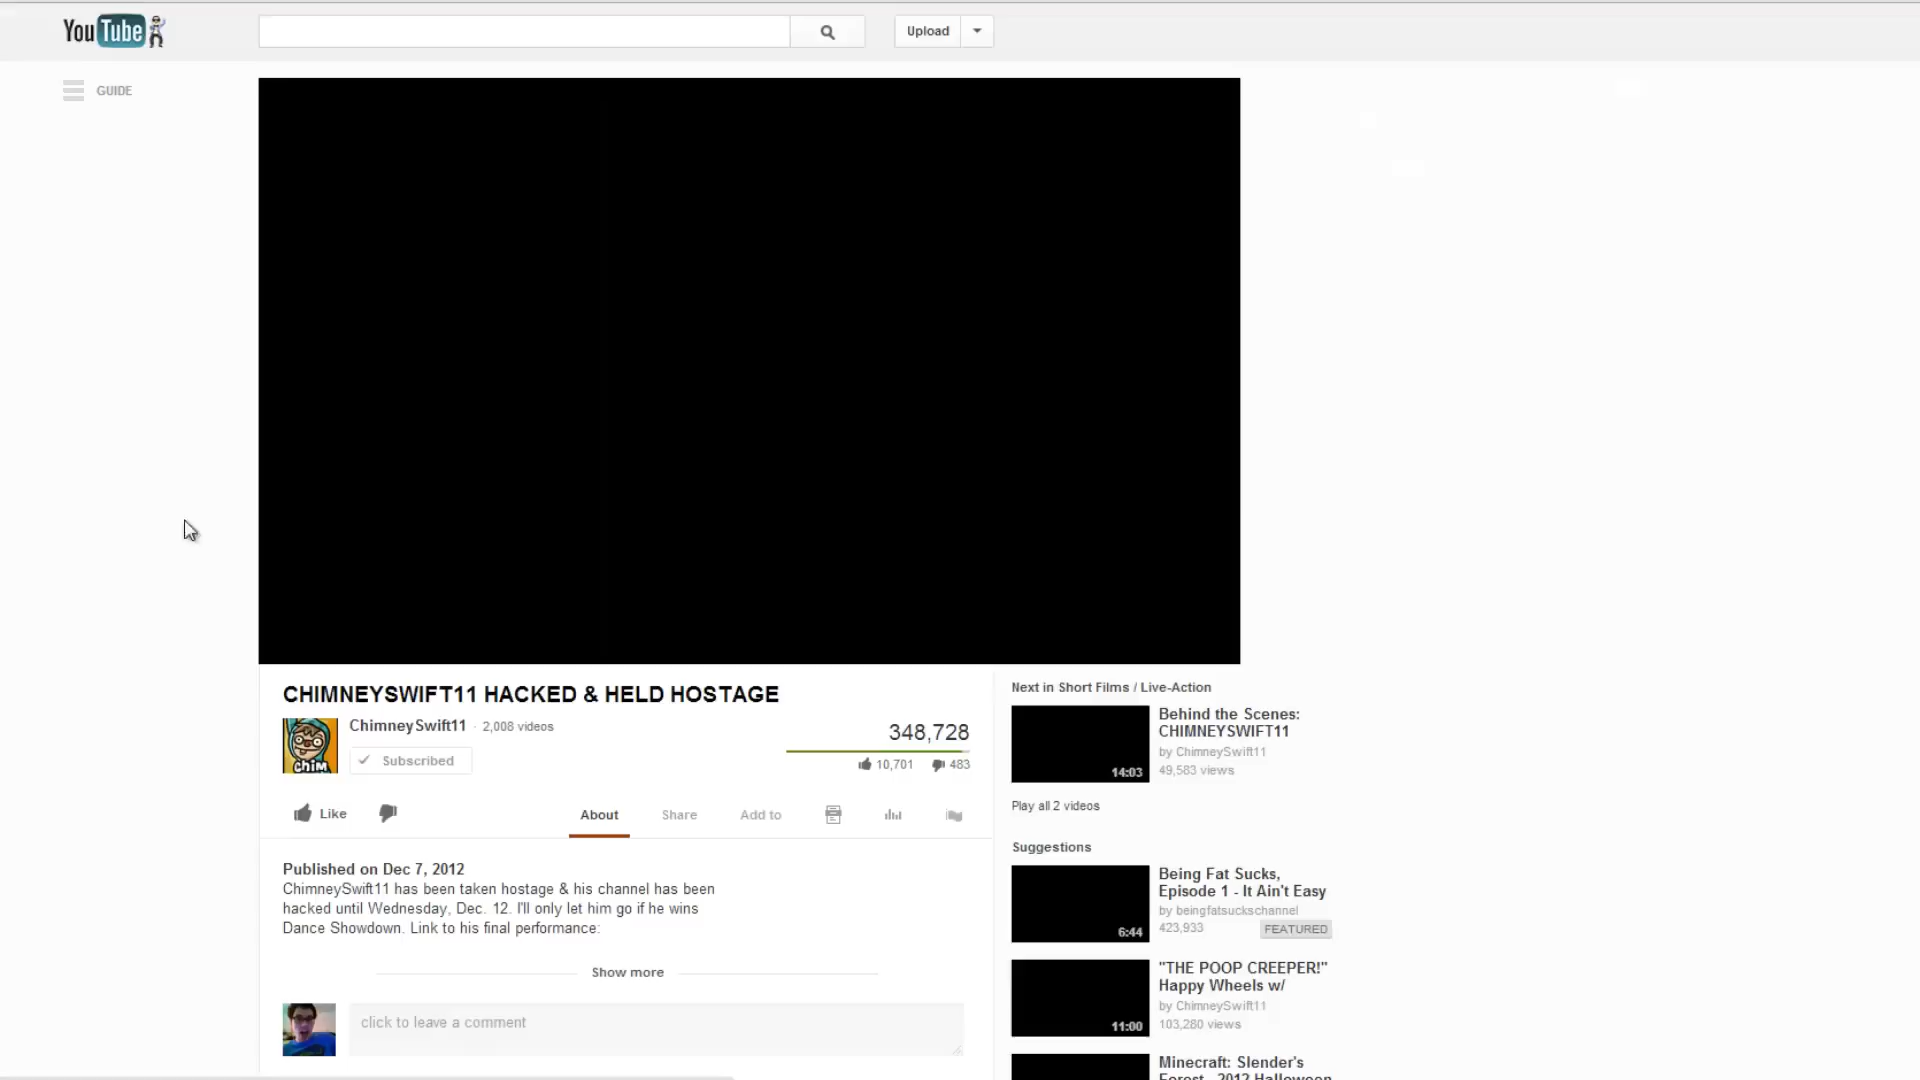 YouTube
Upload
GUIDE
CHIMNEYSWIFT11 HACKED & HELD HOSTAGE
ChimneySwift11 · 2,008 videos
Subscribed
348,728
10,701 483
Like
About Share Add to
Published on Dec 7, 2012
ChimneySwift11 has been taken hostage & his channel has been
hacked until Wednesday, Dec. 12. I'll only let him go if he wins
Dance Showdown. Link to his final performance:
Show more
click to leave a comment
CHIM
Next in Short Films / Live-Action
14:03
Behind the Scenes:
CHIMNEYSWIFT11
by ChimneySwift11
49,583 views
Play all 2 videos
Suggestions
6:44
Being Fat Sucks,
Episode 1 - It Ain't Easy
by beingfatsuckschannel
423,933 FEATURED
11:00
"THE POOP CREEPER!"
Happy Wheels w/
by ChimneySwift11
103,280 views
Minecraft: Slender's
Forest - 2012 Halloween